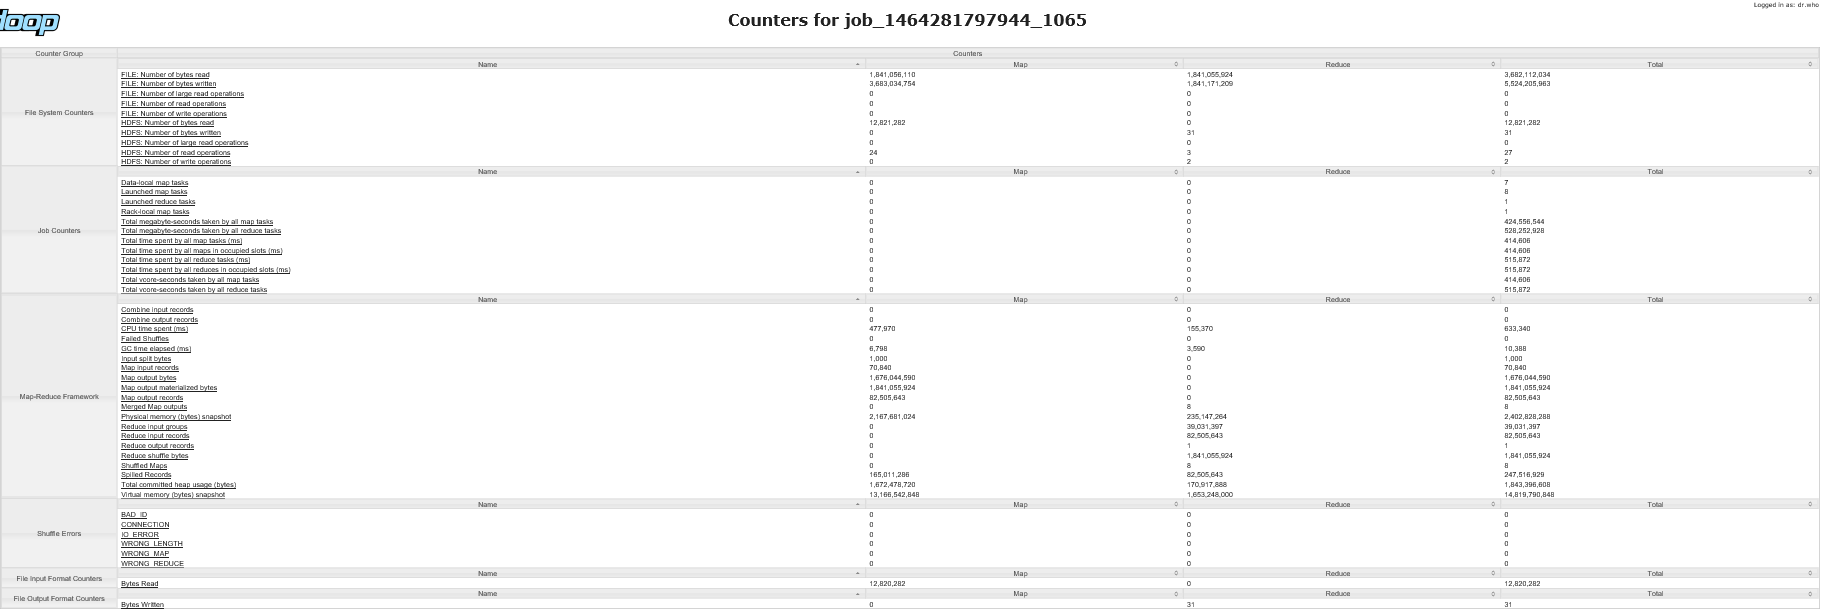 doop
Counters for job_1464281797944_1065
Logged in as: dr.who
Counter Group
Counters
File System Counters
Name Map Reduce Total
FILE: Number of bytes read 1,841,056,110 1,841,055,924 3,682,112,034
FILE: Number of bytes written 3,683,034,754 1,841,171,209 5,524,205,963
FILE: Number of large read operations 0 0 0
FILE: Number of read operations 0 0 0
FILE: Number of write operations 0 0 0
HDFS: Number of bytes read 12,821,282 0 12,821,282
HDFS: Number of bytes written 0 31 31
HDFS: Number of large read operations 0 0 0
HDFS: Number of read operations 24 3 27
HDFS: Number of write operations 0 2 2
Job Counters
Name Map Reduce Total
Data-local map tasks 0 0 7
Launched map tasks 0 0 8
Launched reduce tasks 0 0 1
Rack-local map tasks 0 0 1
Total megabyte-seconds taken by all map tasks 0 0 424,556,544
Total megabyte-seconds taken by all reduce tasks 0 0 528,252,928
Total time spent by all map tasks (ms) 0 0 414,606
Total time spent by all maps in occupied slots (ms) 0 0 414,606
Total time spent by all reduce tasks (ms) 0 0 515,872
Total time spent by all reduces in occupied slots (ms) 0 0 515,872
Total vcore-seconds taken by all map tasks 0 0 414,606
Total vcore-seconds taken by all reduce tasks 0 0 515,872
Map-Reduce Framework
Name Map Reduce Total
Combine input records 0 0 0
Combine output records 0 0 0
CPU time spent (ms) 477,970 155,370 633,340
Failed Shuffles 0 0 0
GC time elapsed (ms) 6,798 3,590 10,388
Input split bytes 1,000 0 1,000
Map input records 70,840 0 70,840
Map output bytes 1,676,044,590 0 1,676,044,590
Map output materialized bytes 1,841,055,924 0 1,841,055,924
Map output records 82,505,643 0 82,505,643
Merged Map outputs 0 8 8
Physical memory (bytes) snapshot 2,167,681,024 235,147,264 2,402,828,288
Reduce input groups 0 39,031,397 39,031,397
Reduce input records 0 82,505,643 82,505,643
Reduce output records 0 1 1
Reduce shuffle bytes 0 1,841,055,924 1,841,055,924
Shuffled Maps 0 8 8
Spilled Records 165,011,286 82,505,643 247,516,929
Total committed heap usage (bytes) 1,672,478,720 170,917,888 1,843,396,608
Virtual memory (bytes) snapshot 13,166,542,848 1,653,248,000 14,819,790,848
Shuffle Errors
Name Map Reduce Total
BAD_ID 0 0 0
CONNECTION 0 0 0
IO_ERROR 0 0 0
WRONG_LENGTH 0 0 0
WRONG_MAP 0 0 0
WRONG_REDUCE 0 0 0
File Input Format Counters
Name Map Reduce Total
Bytes Read 12,820,282 0 12,820,282
File Output Format Counters
Name Map Reduce Total
Bytes Written 0 31 31